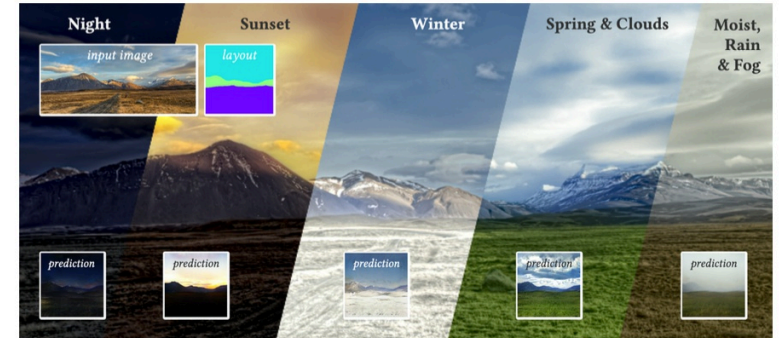 Night
Sunset
Winter
Spring & Clouds
Moist,
Rain
& Fog
input image
layout
prediction
prediction
prediction
prediction
prediction